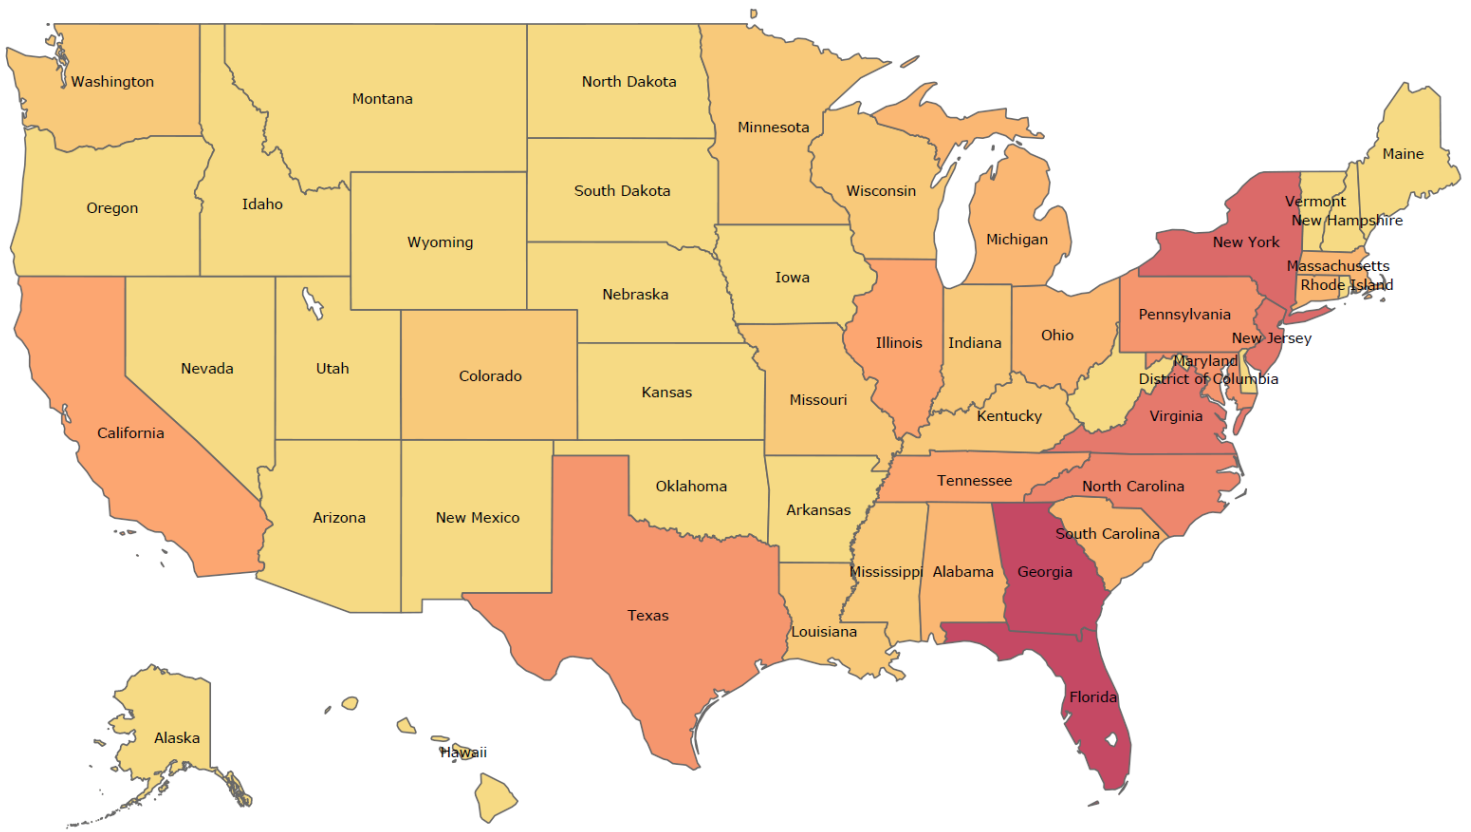 Washington
Montana
North Dakota
Minnesota
Maine
Oregon
Idaho
South Dakota
Wisconsin
Vermont
New Hampshire
Wyoming
Michigan
New York
Massachusetts
Iowa
Rhode Island
Nebraska
Pennsylvania
Ohio
New Jersey
Illinois
Indiana
Maryland
Nevada
Utah
Colorado
District of Columbia
Kansas
Missouri
Kentucky
Virginia
California
Tennessee
North Carolina
Oklahoma
Arkansas
Arizona
New Mexico
South Carolina
Mississippi
Alabama
Georgia
Texas
Louisiana
Florida
Alaska
Hawaii